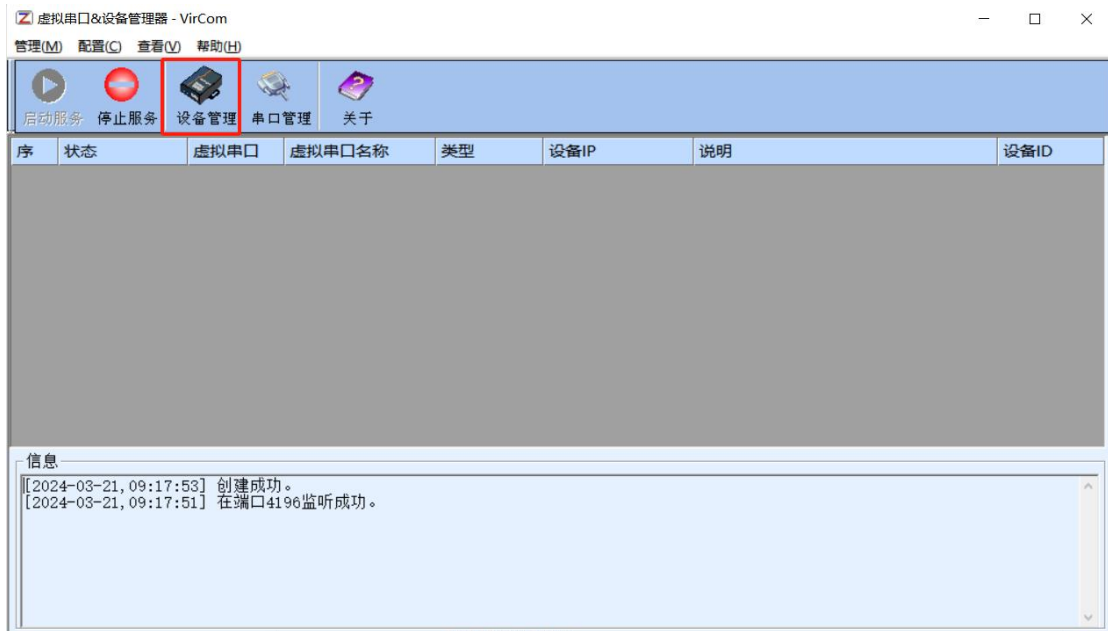 虚拟串口&设备管理器 - VirCom
管理(M) 配置(C) 查看(V) 帮助(H)
启动服务 停止服务 设备管理 串口管理 关于
序 状态 虚拟串口 虚拟串口名称 类型 设备IP 说明 设备ID
信息
[2024-03-21,09:17:53] 创建成功。
[2024-03-21,09:17:51] 在端口4196监听成功。